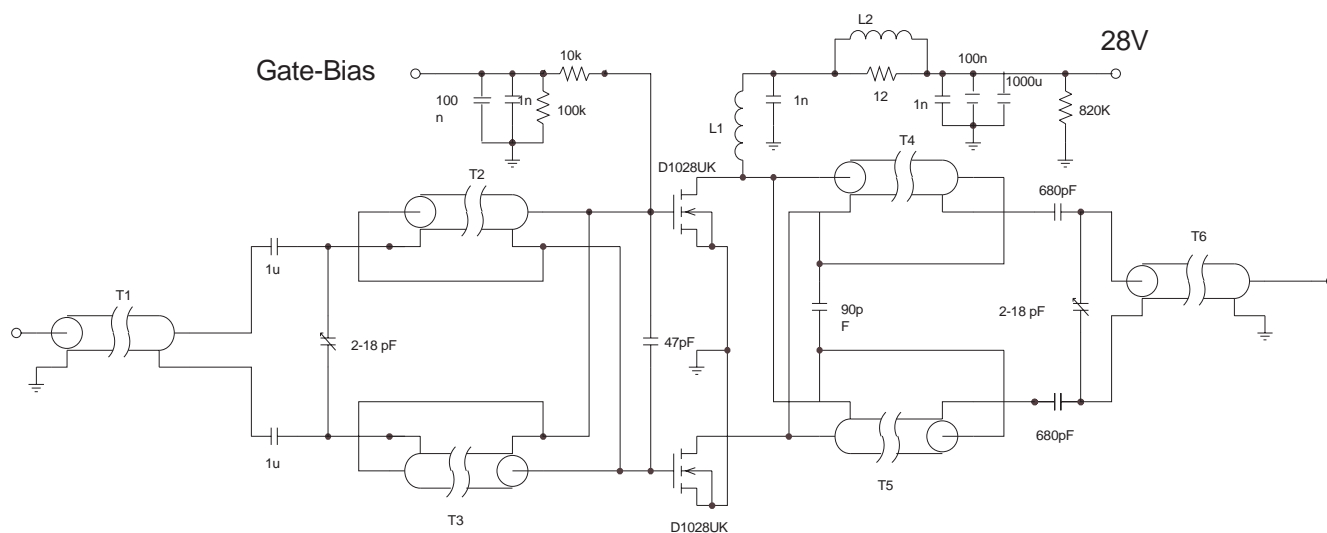 L2
28V
Gate-Bias
10k
100n
1000u
100
n
1n
100k
1n
12
1n
820K
L1
D1028UK
T4
T2
680pF
T6
1u
T1
2-18 pF
47pF
90p
F
2-18 pF
1u
680pF
T5
T3
D1028UK